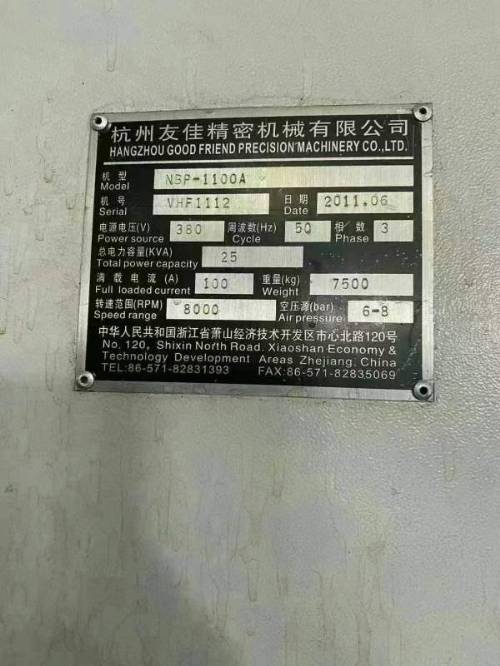 杭州友佳精密机械有限公司
HANGZHOU GOOD FRIEND PRECISION MACHINERY CO.,LTD.
机型 Model NBP-1100A
机号 Serial VHF1112 日期 Date 2011.06
电源电压(V) Power source 380 周波数(Hz) Cycle 50 相数 Phase 3
总电力容量(KVA) Total power capacity 25
满载电流(A) Full loaded current 100 重量(kg) Weight 7500
转速范围(RPM) Speed range 8000 空压源(bar) Air pressure 6-8
中华人民共和国浙江省萧山经济技术开发区市心北路120号
No. 120, Shixin North Road. Xiaoshan Economy &
Technology Development Areas Zhejiang, China
TEL:86-571-82831393 FAX:86-571-82835069